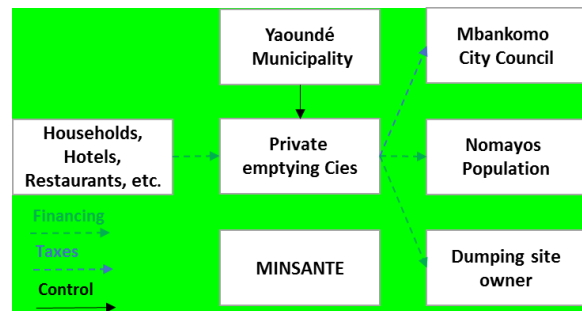 Yaoundé
Municipality
Mbankomo
City Council
Households,
Hotels,
Restaurants, etc.
Private
emptying Cies
Nomayos
Population
Financing
Taxes
Control
MINSANTE
Dumping site
owner